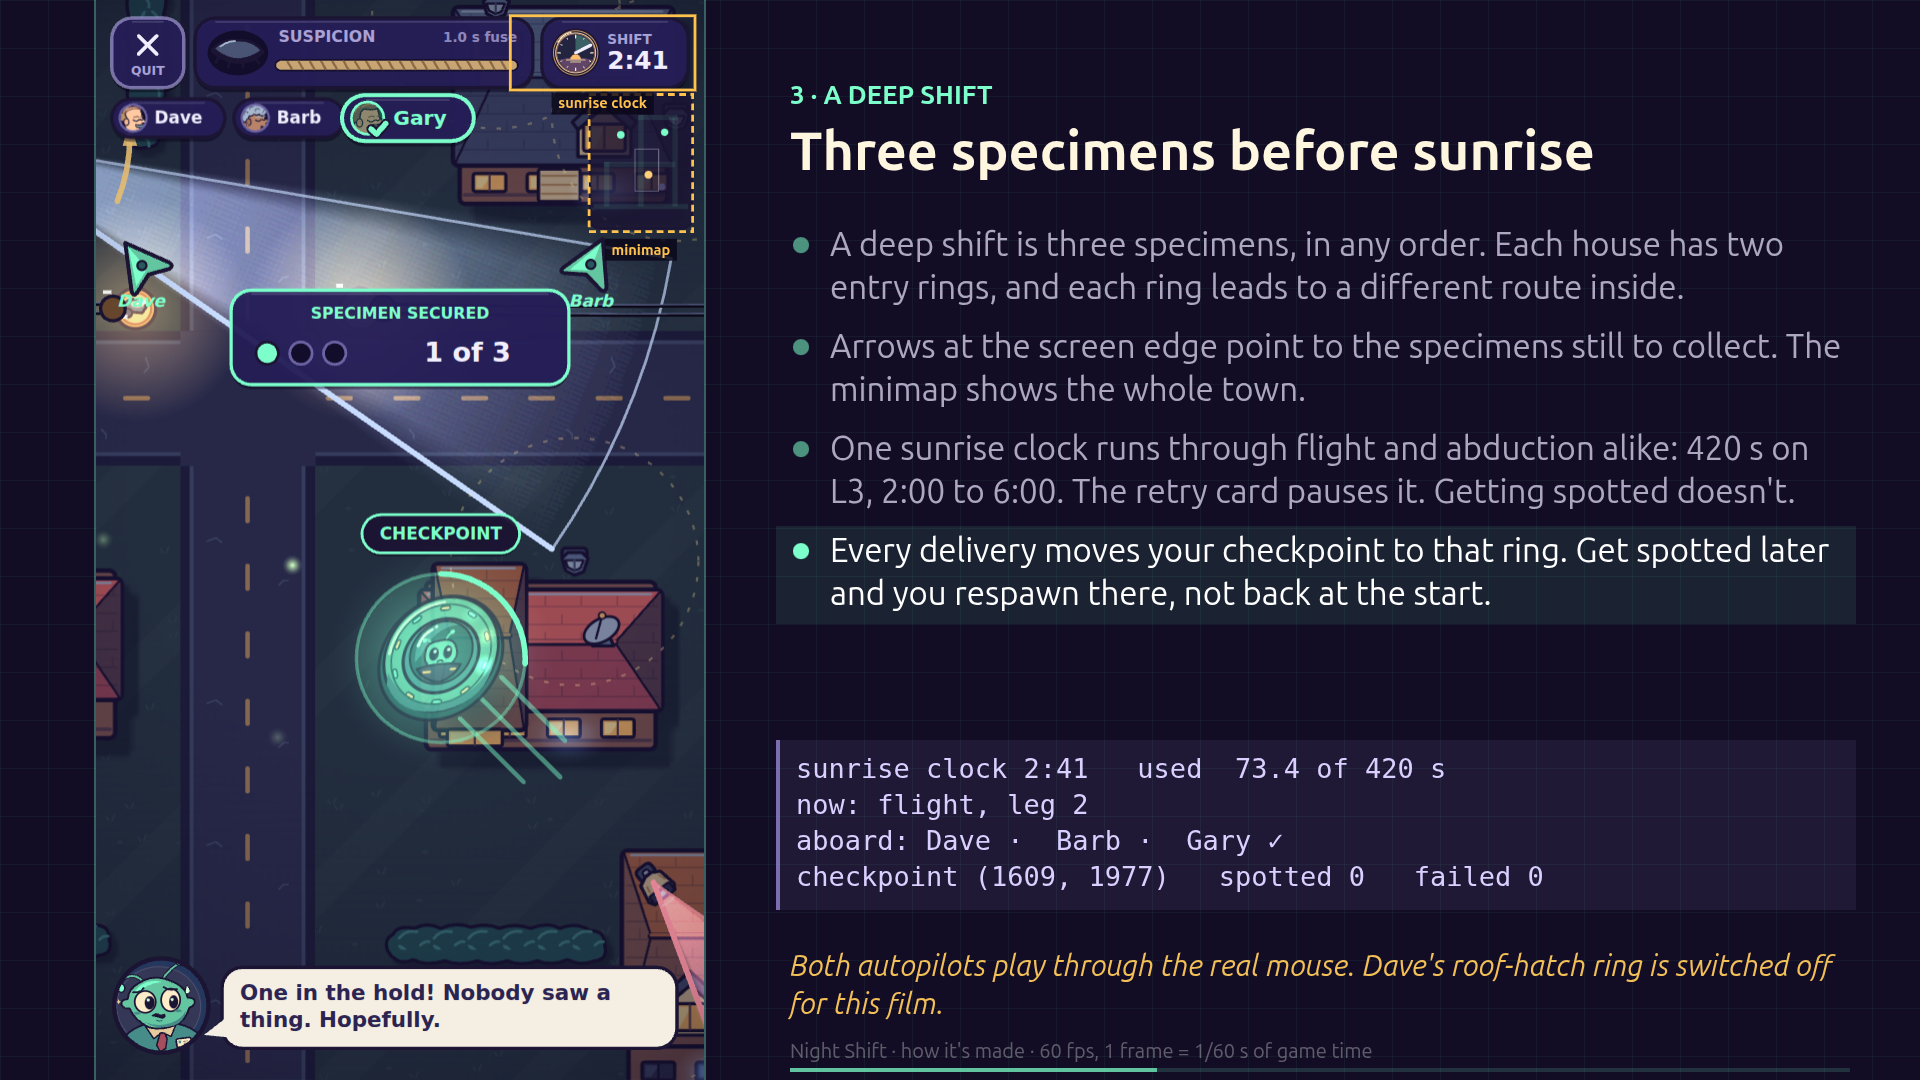 QUIT
SUSPICION
1.0 s fuse
SHIFT
2:41
sunrise clock
Dave
Barb
Gary
minimap
Dave
Barb
SPECIMEN SECURED
1 of 3
CHECKPOINT
One in the hold! Nobody saw a
thing. Hopefully.
3 · A DEEP SHIFT
Three specimens before sunrise
A deep shift is three specimens, in any order. Each house has two
entry rings, and each ring leads to a different route inside.
Arrows at the screen edge point to the specimens still to collect. The
minimap shows the whole town.
One sunrise clock runs through flight and abduction alike: 420 s on
L3, 2:00 to 6:00. The retry card pauses it. Getting spotted doesn't.
Every delivery moves your checkpoint to that ring. Get spotted later
and you respawn there, not back at the start.
sunrise clock 2:41 used 73.4 of 420 s
now: flight, leg 2
aboard: Dave · Barb · Gary ✓
checkpoint (1609, 1977) spotted 0 failed 0
Both autopilots play through the real mouse. Dave's roof-hatch ring is switched off
for this film.
Night Shift · how it's made · 60 fps, 1 frame = 1/60 s of game time